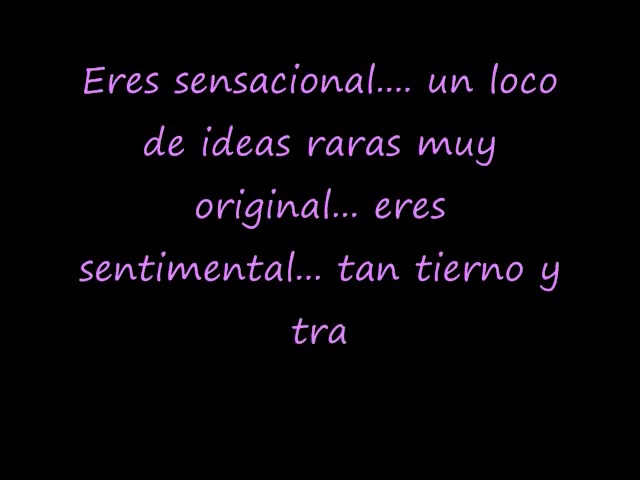 Eres sensacional.... un loco
de ideas raras muy
original... eres
sentimental... tan tierno y
tra